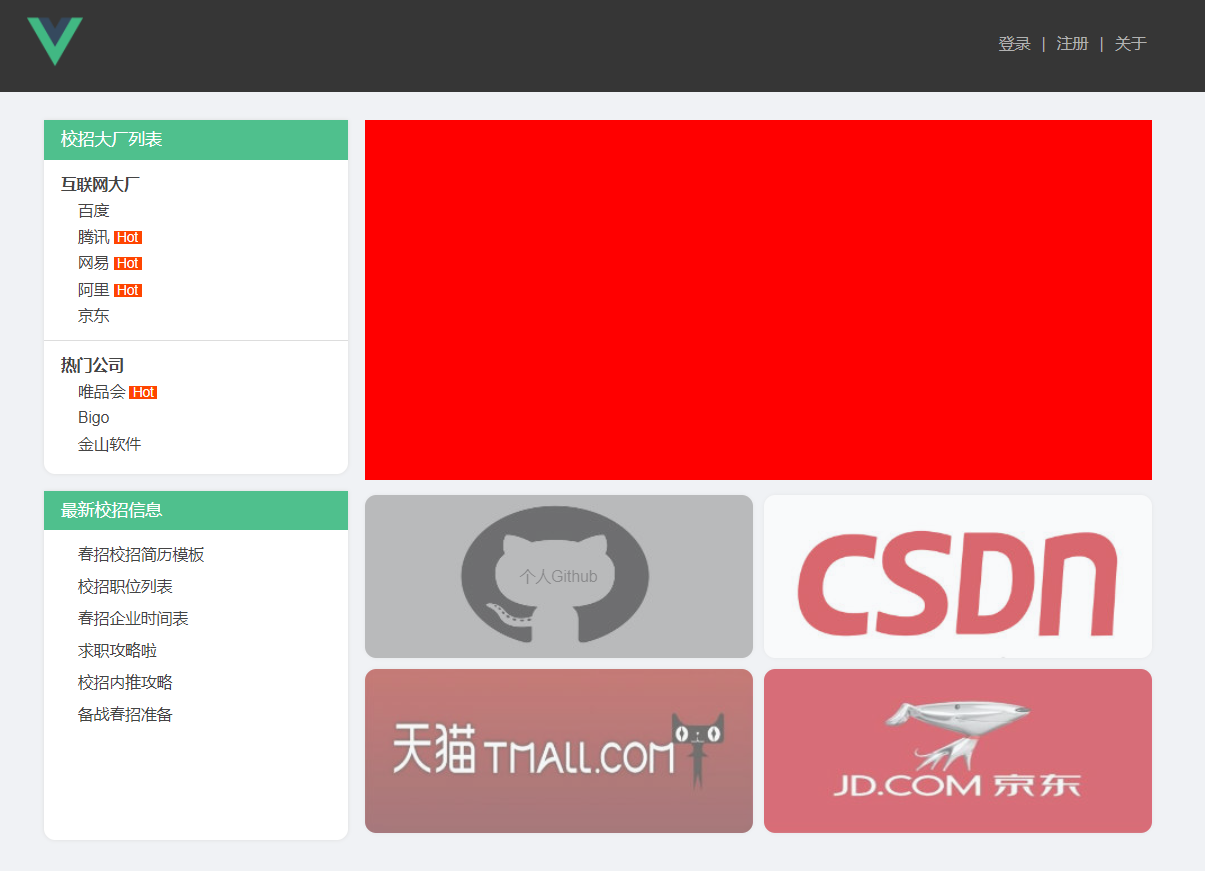 登录 | 注册 | 关于
校招大厂列表
互联网大厂
百度
腾讯 Hot
网易 Hot
阿里 Hot
京东
热门公司
唯品会 Hot
Bigo
金山软件
最新校招信息
春招校招简历模板
校招职位列表
春招企业时间表
求职攻略啦
校招内推攻略
备战春招准备
个人Github
CSDN
天猫 TMALL.COM
JD.COM 京东